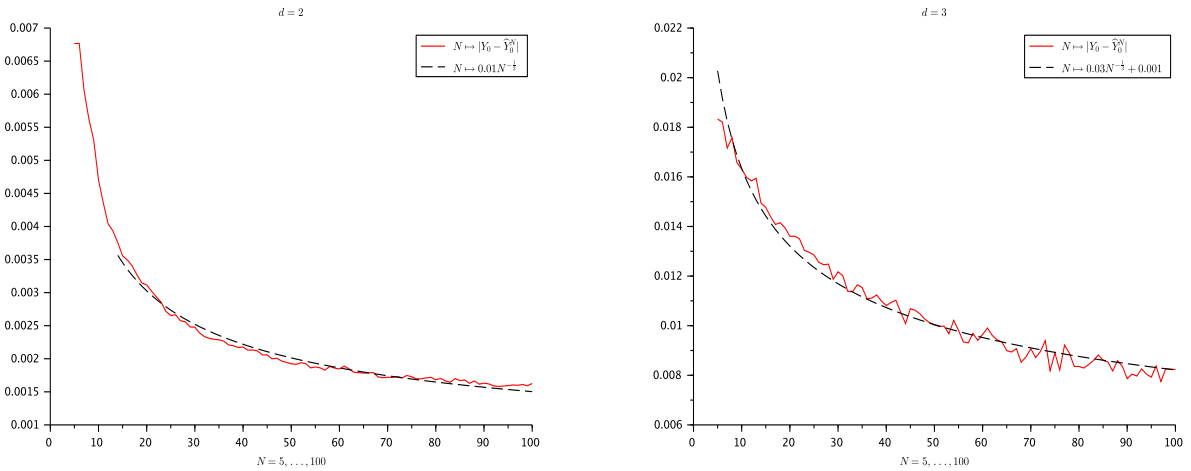 d = 2
0.007
0.0065
0.006
0.0055
0.005
0.0045
0.004
0.0035
0.003
0.0025
0.002
0.0015
0.001
N ↦ |Y₀ − Ŷ₀ᴺ|
N ↦ 0.01N^{-1/2}
0 10 20 30 40 50 60 70 80 90 100
N = 5, . . . , 100
d = 3
0.022
0.02
0.018
0.016
0.014
0.012
0.01
0.008
0.006
N ↦ |Y₀ − Ŷ₀ᴺ|
N ↦ 0.03N^{-1/3} + 0.001
0 10 20 30 40 50 60 70 80 90 100
N = 5, . . . , 100